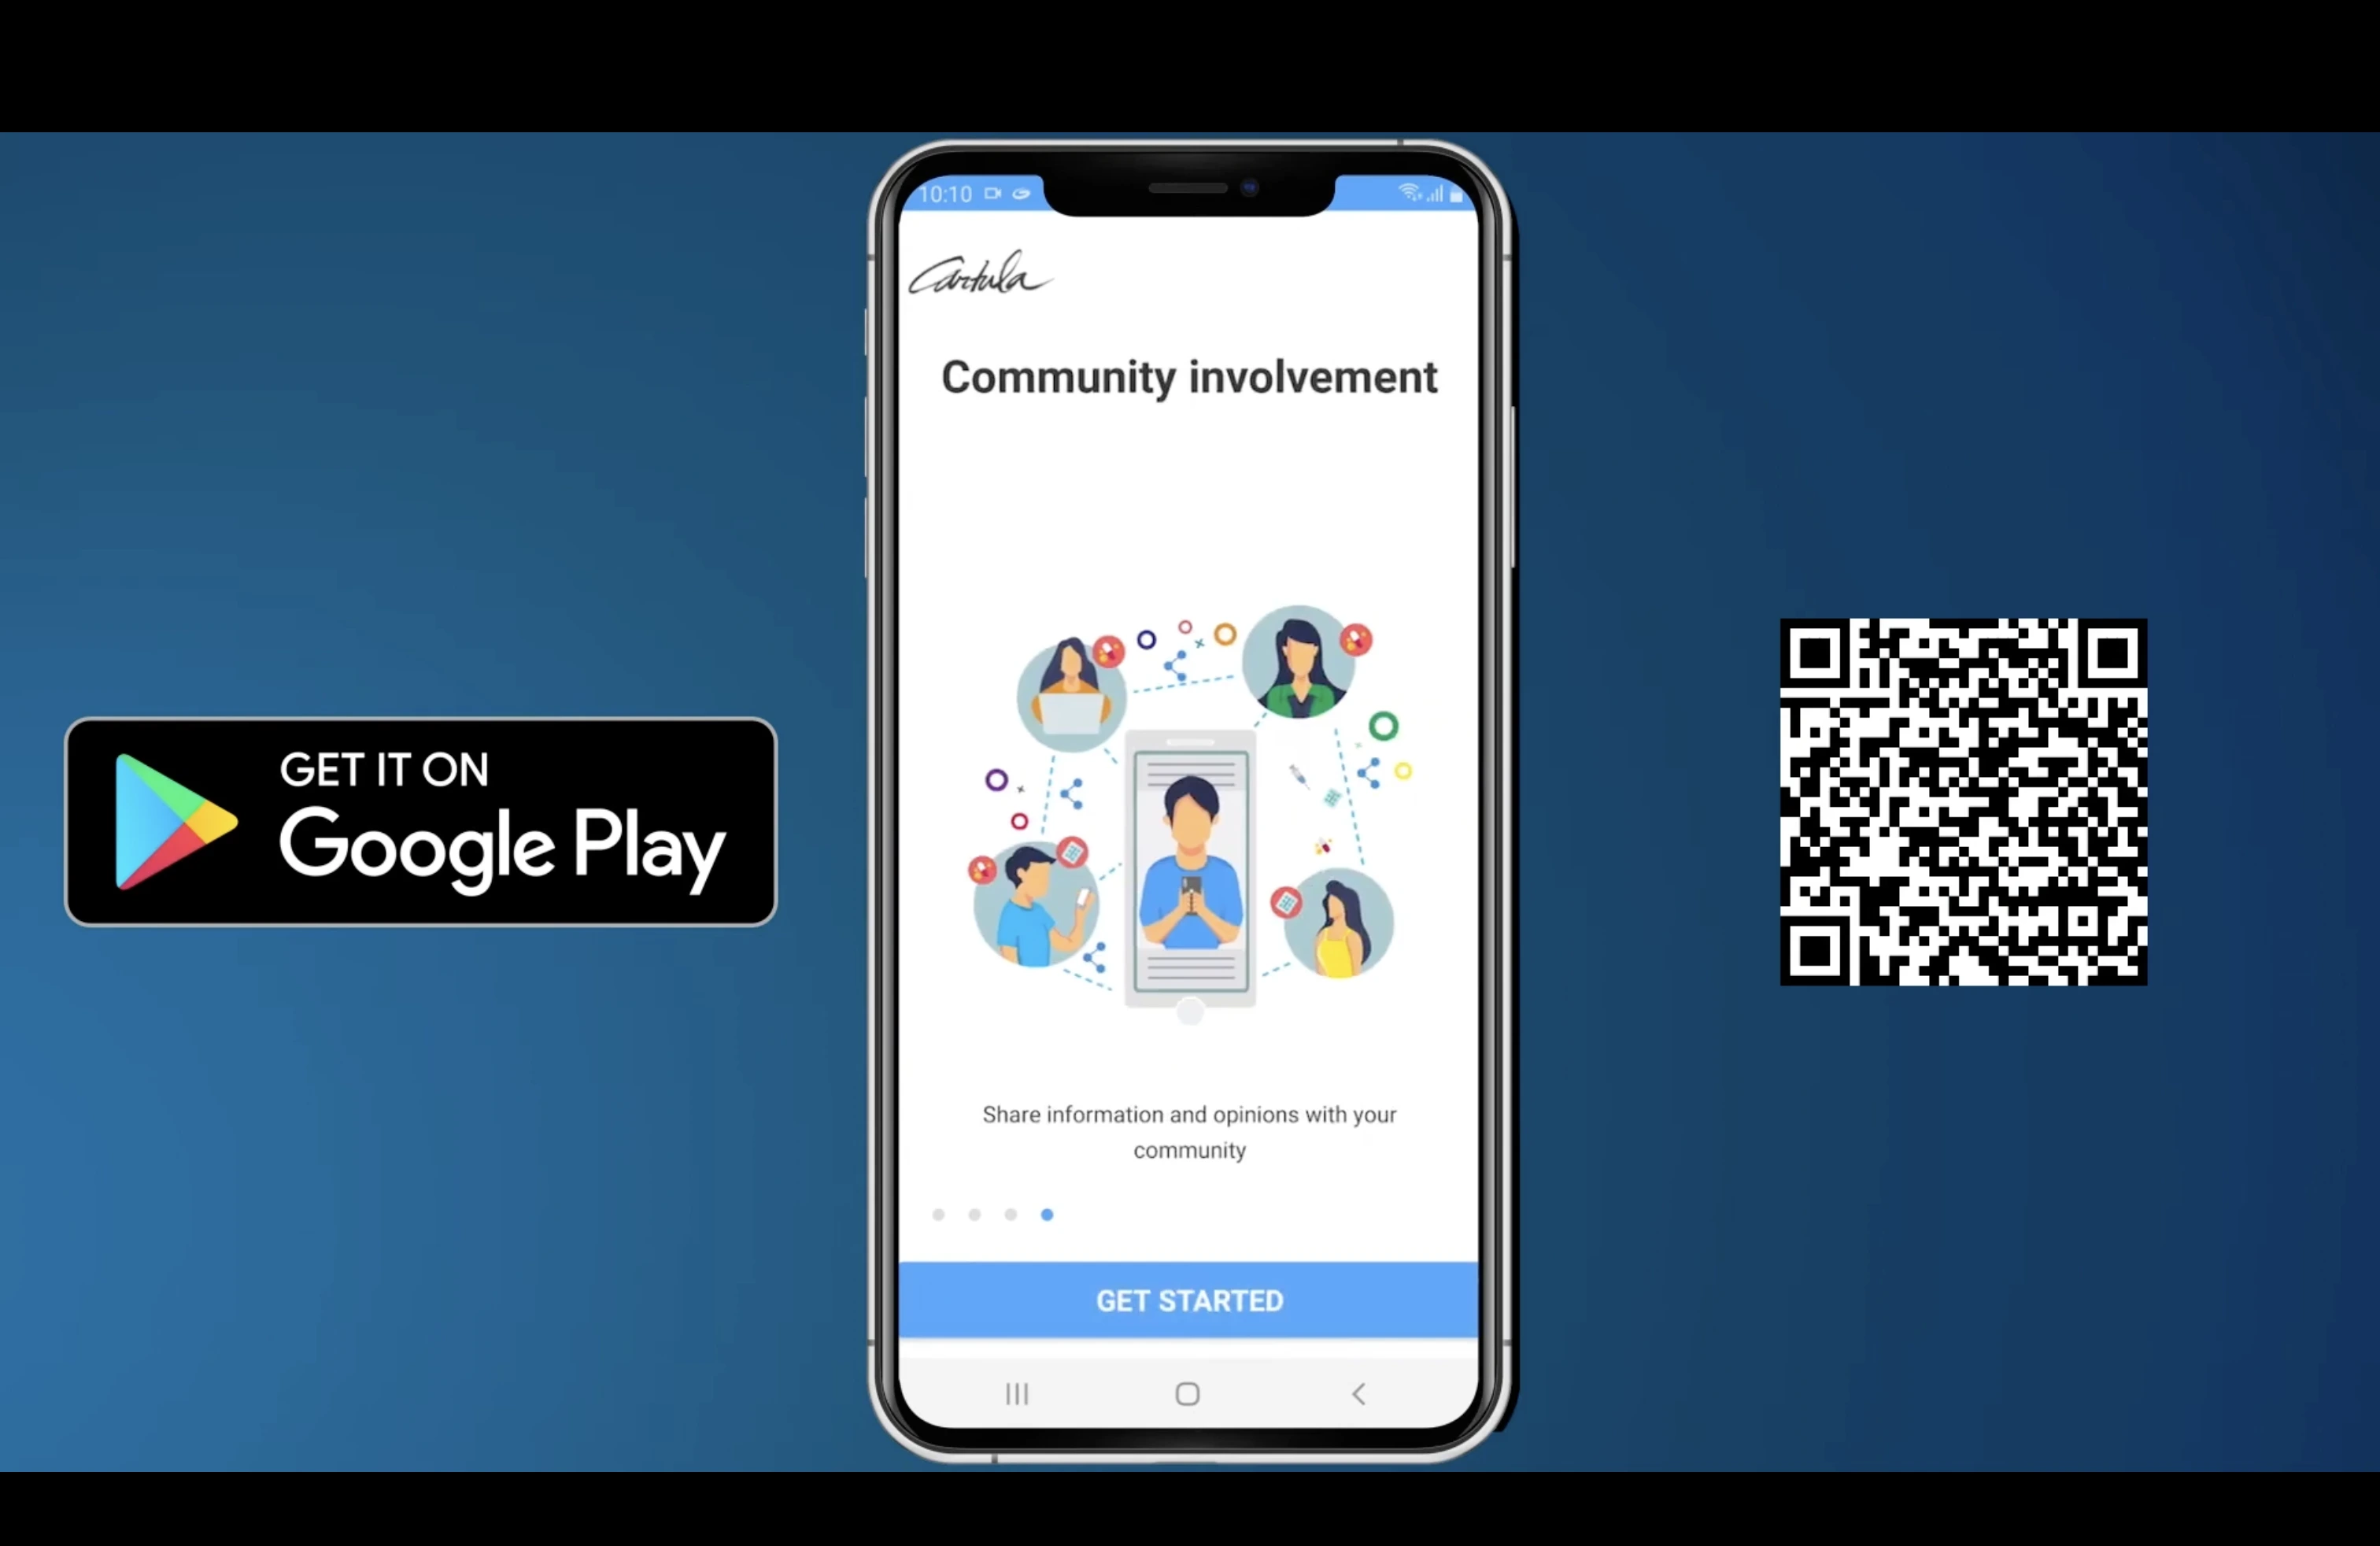 10:10
Cartula
Community involvement
GET IT ON
Google Play
Share information and opinions with your
community
GET STARTED